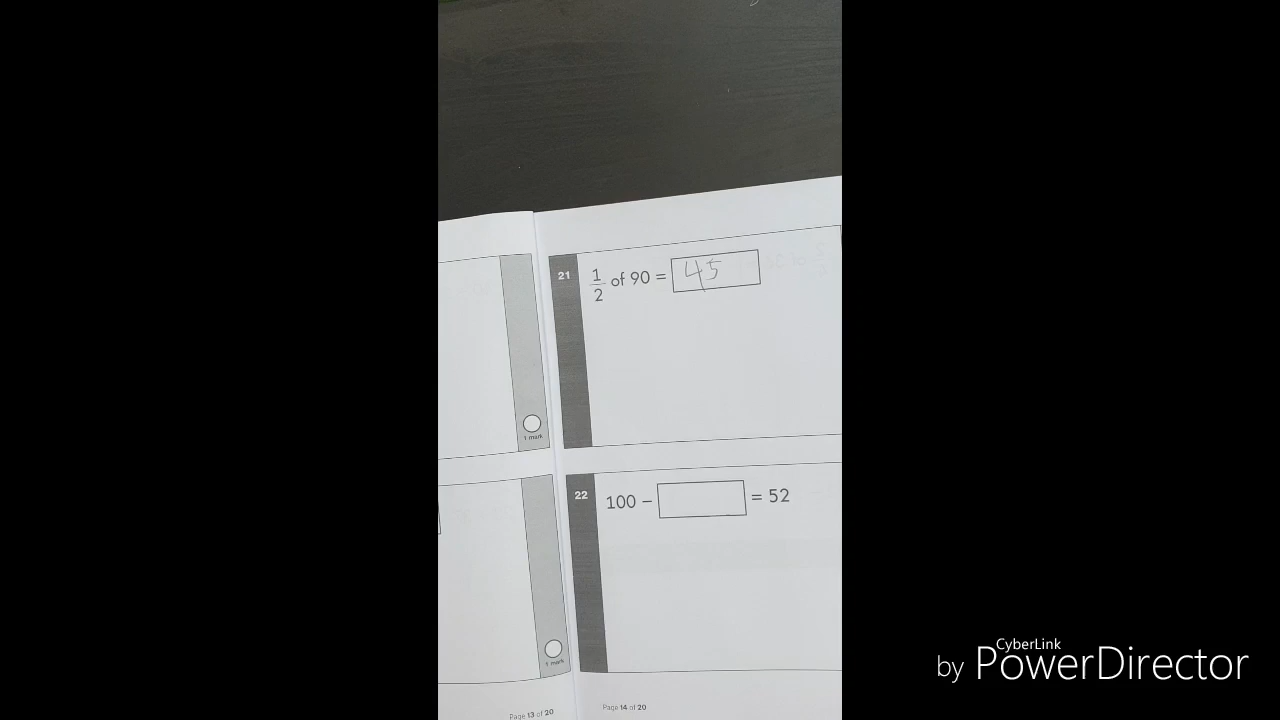 1 mark
1 mark
Page 13 of 20
21
1/2 of 90 = 45
22
100 − = 52
Page 14 of 20
by CyberLink PowerDirector